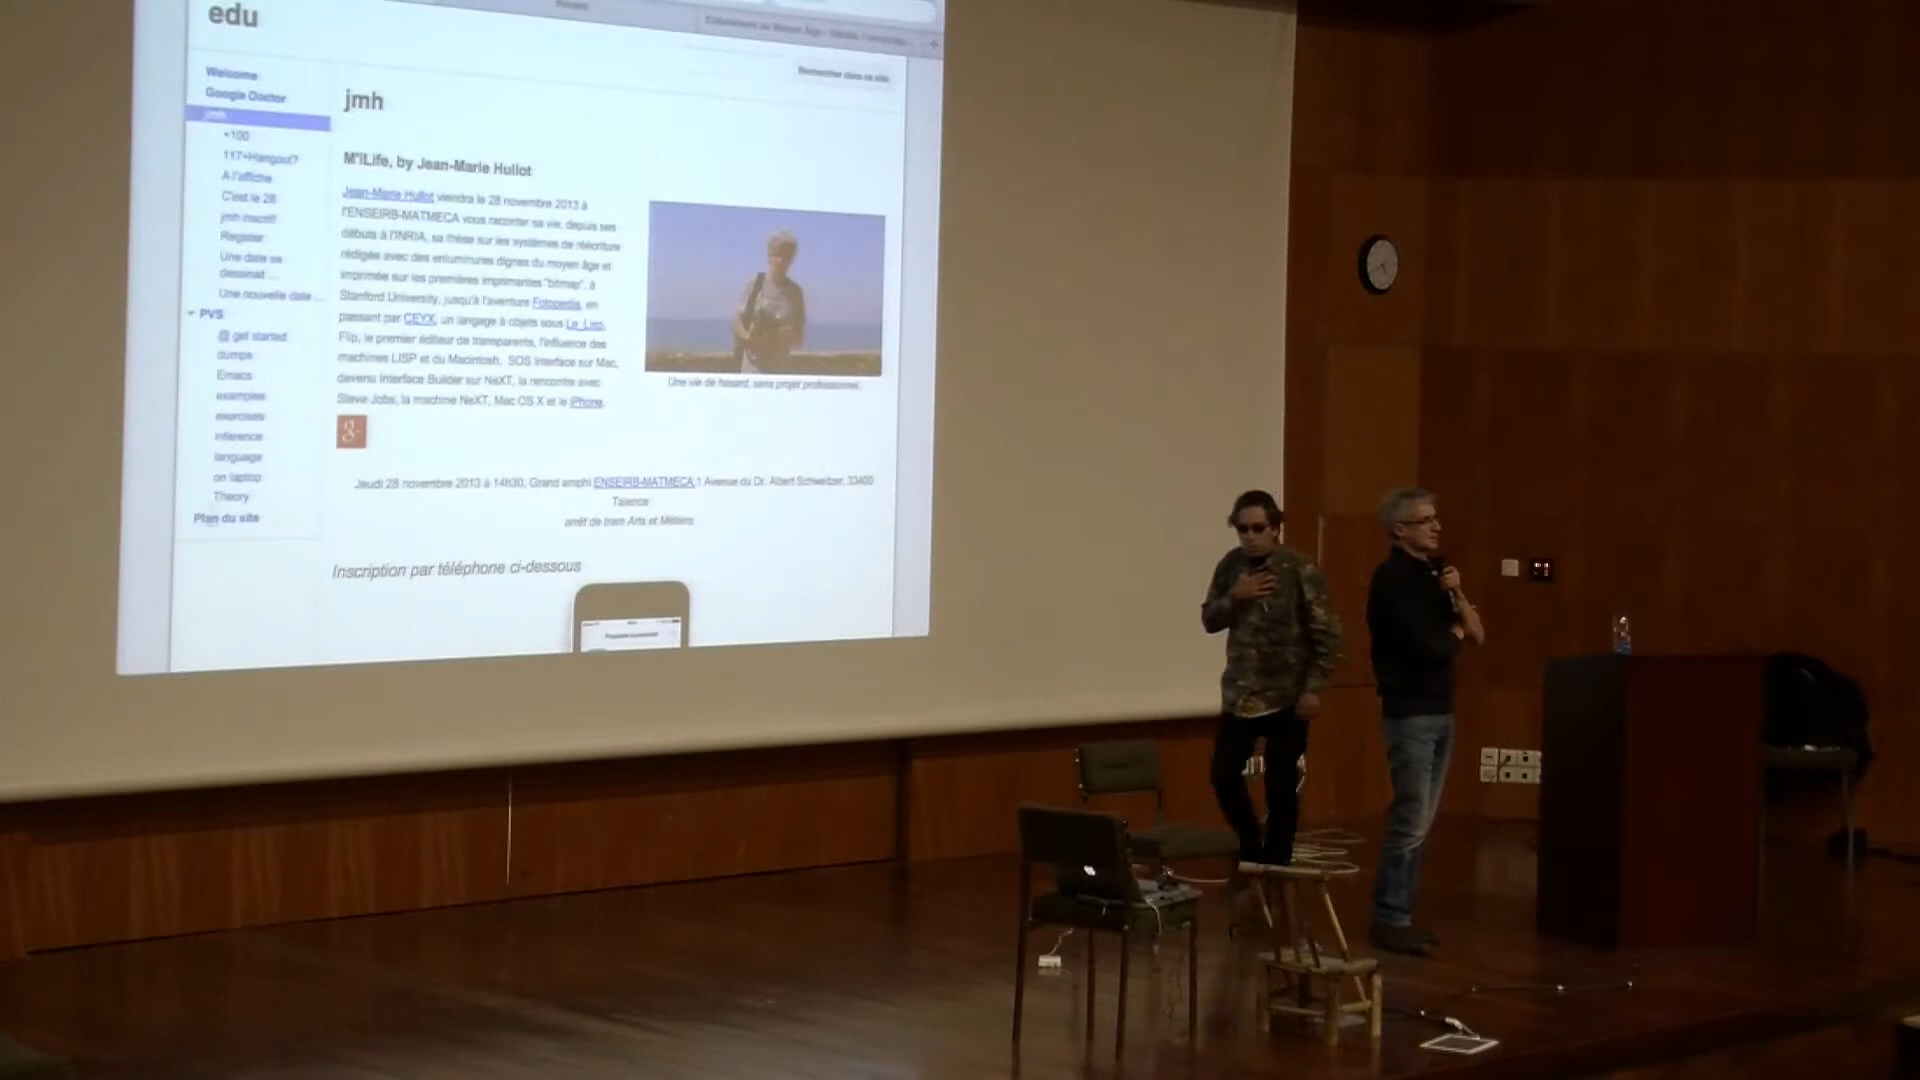 edu
Rechercher dans ce site
Welcome
Google Doctor
jmh
+100
117+Hangout?
A l'affiche
C'est le 28
jmh inscrit!
Register
Une date se
dessinait ...
Une nouvelle date ...
PVS
@ get started
dumps
Emacs
examples
exercises
inference
language
on laptop
Theory
Plan du site
jmh
M'iLife, by Jean-Marie Hullot
Jean-Marie Hullot viendra le 28 novembre 2013 à
l'ENSEIRB-MATMECA vous raconter sa vie, depuis ses
débuts à l'INRIA, sa thèse sur les systèmes de réécriture
rédigée avec des enluminures dignes du moyen âge et
imprimée sur les premières imprimantes "bitmap", à
Stanford University, jusqu'à l'aventure Fotopedia, en
passant par CEYX, un langage à objets sous Le_Lisp,
Flip, le premier éditeur de transparents, l'influence des
machines LISP et du Macintosh, SOS Interface sur Mac,
devenu Interface Builder sur NeXT, la rencontre avec
Steve Jobs, la machine NeXT, Mac OS X et le iPhone.
Une vie de hasard, sans projet professionnel.
g+
Jeudi 28 novembre 2013 à 14h30, Grand amphi ENSEIRB-MATMECA,1 Avenue du Dr. Albert Schweitzer, 33400
Talence
arrêt de tram Arts et Métiers
Inscription par téléphone ci-dessous